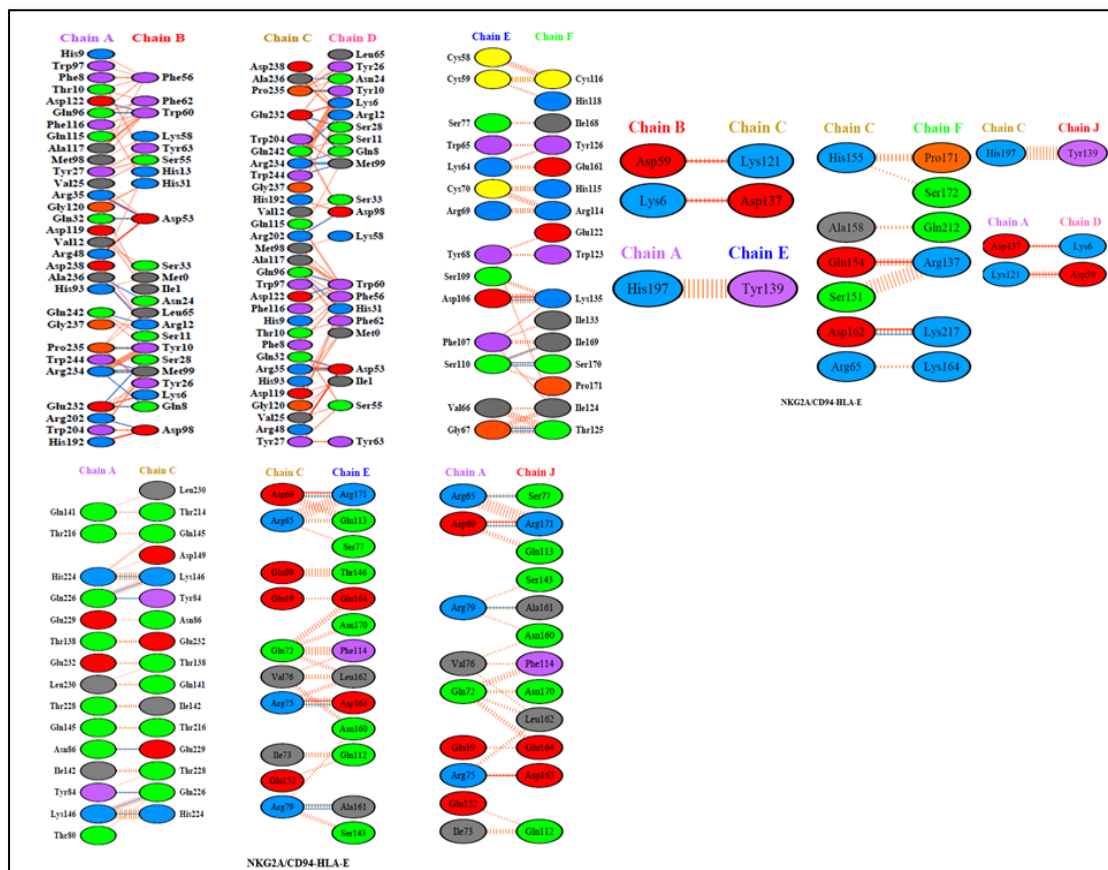 Chain A
His9
Trp97
Phe8
Thr10
Asp122
Gln96
Phe116
Gln115
Ala117
Met98
Tyr27
Val25
Arg35
Gly120
Gln32
Asp119
Val12
Arg48
Asp238
Ala236
His93
Gln242
Gly237
Pro235
Trp244
Arg234
Glu232
Arg202
Trp204
His192
Chain B
Phe56
Phe62
Trp60
Lys58
Tyr63
Ser55
His13
His31
Asp53
Ser33
Met0
Ile1
Asn24
Leu65
Arg12
Ser11
Tyr10
Ser28
Met99
Tyr26
Lys6
Gln8
Asp98
Chain C
Asp238
Ala236
Pro235
Glu232
Trp204
Gln242
Arg234
Trp244
Gly237
His192
Val12
Gln115
Arg202
Met98
Ala117
Gln96
Trp97
Asp122
Phe116
His9
Thr10
Phe8
Gln32
Arg35
His93
Asp119
Gly120
Val25
Arg48
Tyr27
Chain D
Leu65
Tyr26
Asn24
Tyr10
Lys6
Arg12
Ser28
Ser11
Gln8
Met99
Ser33
Asp98
Lys58
Trp60
Phe56
His31
Phe62
Met0
Asp53
Ile1
Ser55
Tyr63
Chain E
Cys58
Cys59
Ser77
Trp65
Lys64
Cys70
Arg69
Tyr68
Ser109
Asp106
Phe107
Ser110
Val66
Gly67
Chain F
Cys116
His118
Ile168
Tyr126
Glu161
His115
Arg114
Glu122
Trp123
Lys135
Ile133
Ile169
Ser170
Pro171
Ile124
Thr125
Chain B
Chain C
Asp59
Lys121
Lys6
Asp137
Chain A
Chain E
His197
Tyr139
Chain C
Chain F
His155
Pro171
Ser172
Ala158
Gln212
Glu154
Arg137
Ser151
Asp162
Lys217
Arg65
Lys164
NKG2A/CD94-HLA-E
Chain C
Chain J
His197
Tyr139
Chain A
Chain D
Asp137
Lys6
Lys121
Asp59
Chain A
Gln141
Thr216
His224
Gln226
Glu229
Thr138
Glu232
Leu230
Thr228
Gln145
Asn86
Ile142
Tyr84
Lys146
Thr80
Chain C
Leu230
Thr214
Gln145
Asp149
Lys146
Tyr84
Asn86
Glu232
Thr138
Gln141
Ile142
Thr216
Glu229
Thr228
Gln226
His224
Chain C
Asp69
Arg65
Glu89
Glu19
Gln72
Val76
Arg75
Ile73
Glu152
Arg79
Chain E
Arg171
Gln113
Ser77
Thr146
Glu164
Asn170
Phe114
Leu162
Asp163
Asn160
Gln112
Ala161
Ser143
NKG2A/CD94-HLA-E
Chain A
Arg65
Asp69
Arg79
Val76
Gln72
Glu19
Arg75
Glu152
Ile73
Chain J
Ser77
Arg171
Gln113
Ser143
Ala161
Asn160
Phe114
Asn170
Leu162
Glu164
Asp163
Gln112